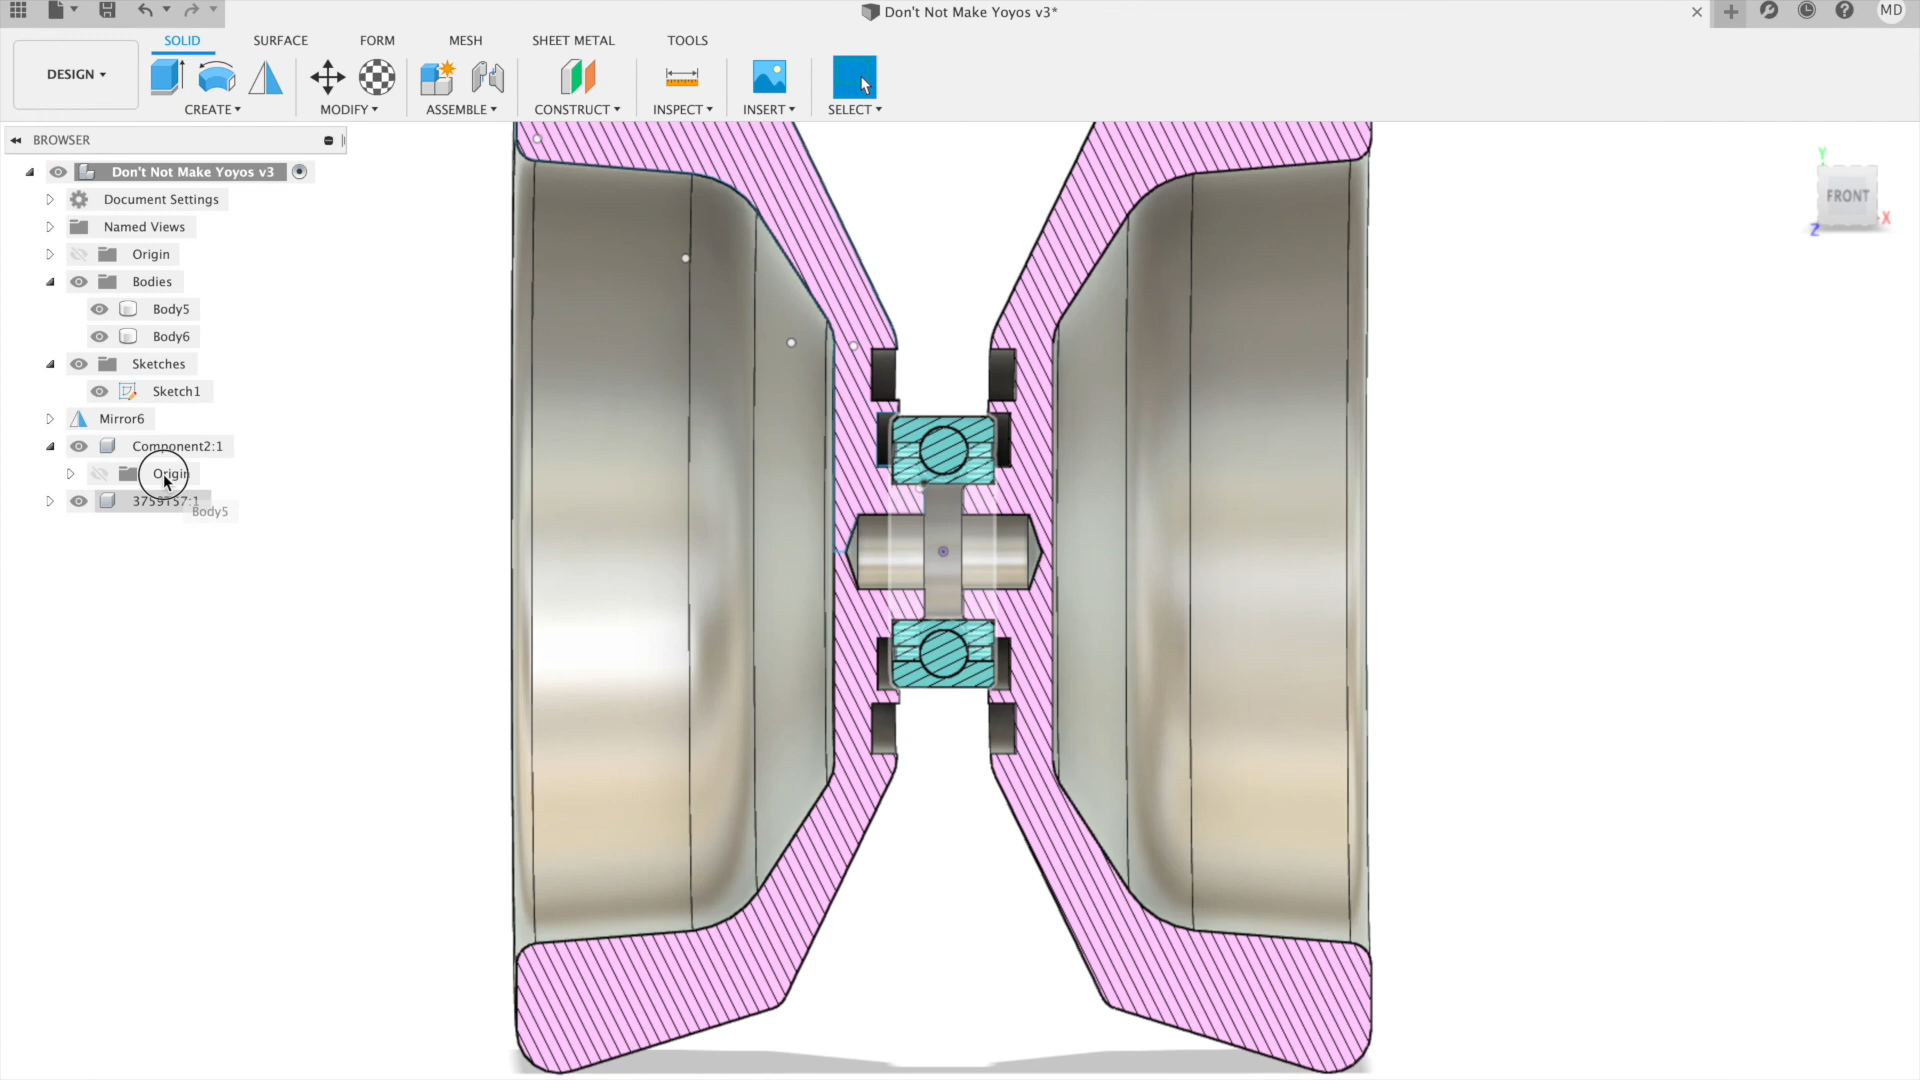 Don't Not Make Yoyos v3*
MD
SOLID SURFACE FORM MESH SHEET METAL TOOLS
DESIGN
CREATE MODIFY ASSEMBLE CONSTRUCT INSPECT INSERT SELECT
BROWSER
Don't Not Make Yoyos v3
Document Settings
Named Views
Origin
Bodies
Body5
Body6
Sketches
Sketch1
Mirror6
Component2:1
Origin
Body5
Y
FRONT
X
Z